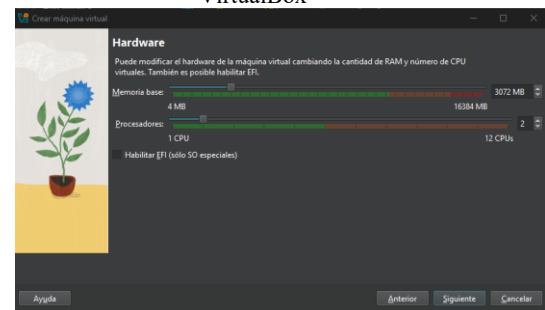 VirtualBox
Crear máquina virtual
Hardware
Puede modificar el hardware de la máquina virtual cambiando la cantidad de RAM y número de CPU
virtuales. También es posible habilitar EFI.
Memoria base:
3072 MB
4 MB
16384 MB
Procesadores:
2
1 CPU
12 CPUs
Habilitar EFI (sólo SO especiales)
Ayuda
Anterior
Siguiente
Cancelar